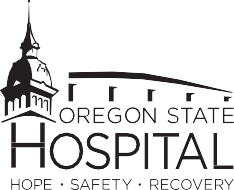 OREGON STATE
HOSPITAL
HOPE · SAFETY · RECOVERY